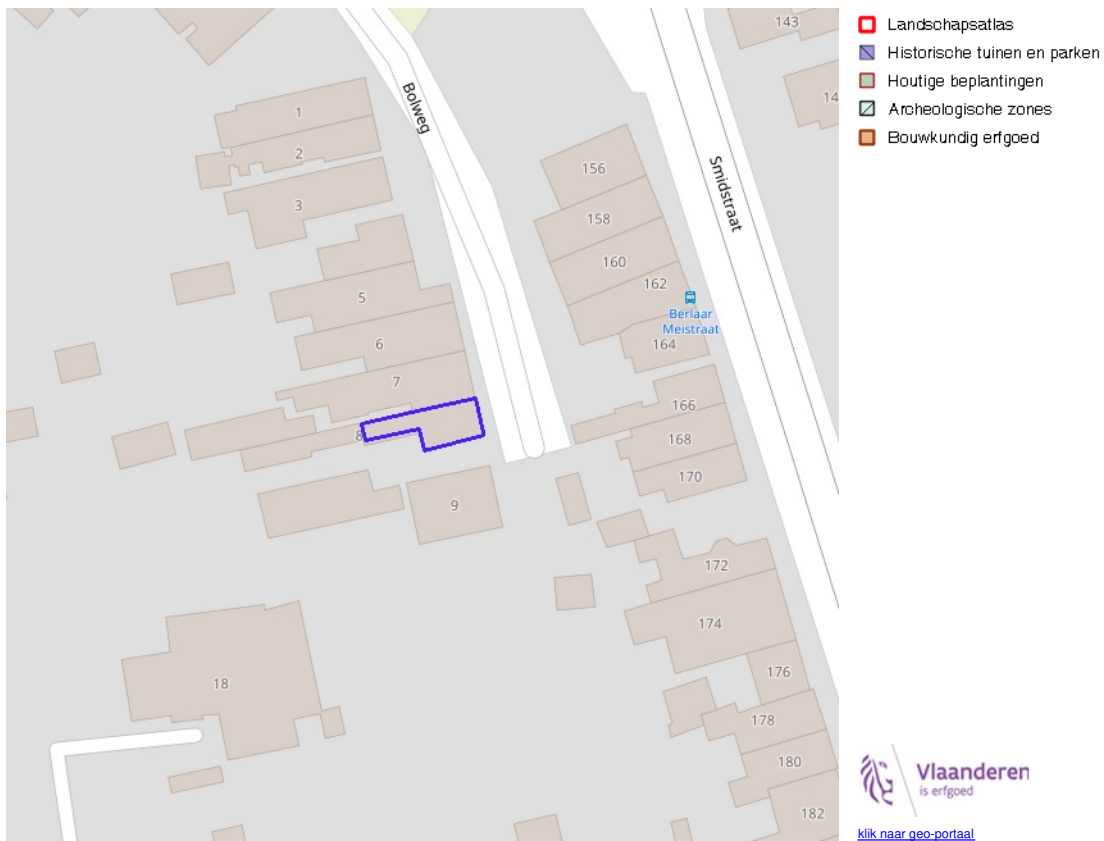 143
Landschapsatlas
Historische tuinen en parken
Houtige beplantingen
Archeologische zones
Bouwkundig erfgoed
14
Bolweg
1
2
3
5
6
7
8
9
18
Smidstraat
156
158
160
162
Berlaar
Meistraat
164
166
168
170
172
174
176
178
180
182
Vlaanderen
is erfgoed
klik naar geo-portaal